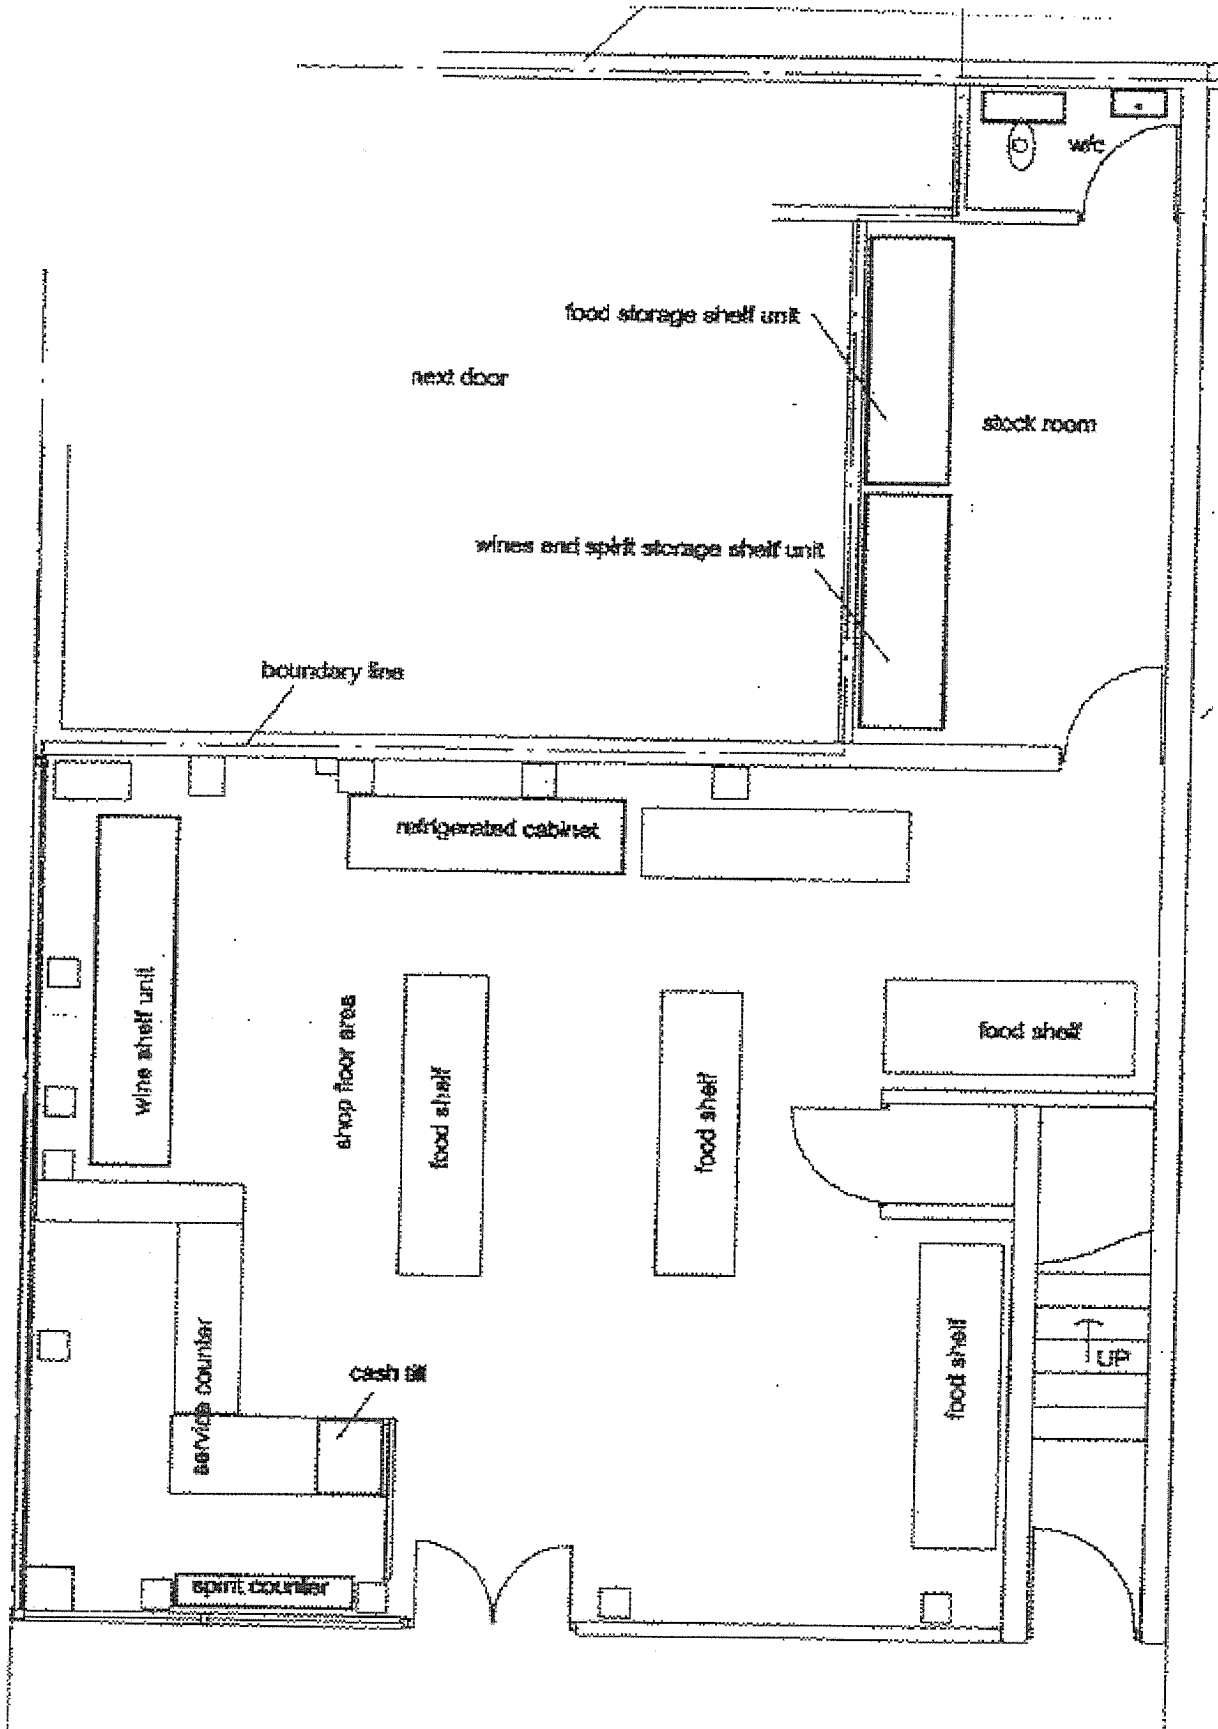 w/c
food storage shelf unit
next door
stock room
wines and spirit storage shelf unit
boundary line
refrigerated cabinet
wine shelf unit
shop floor area
food shelf
food shelf
food shelf
service counter
cash till
food shelf
UP
spirit counter